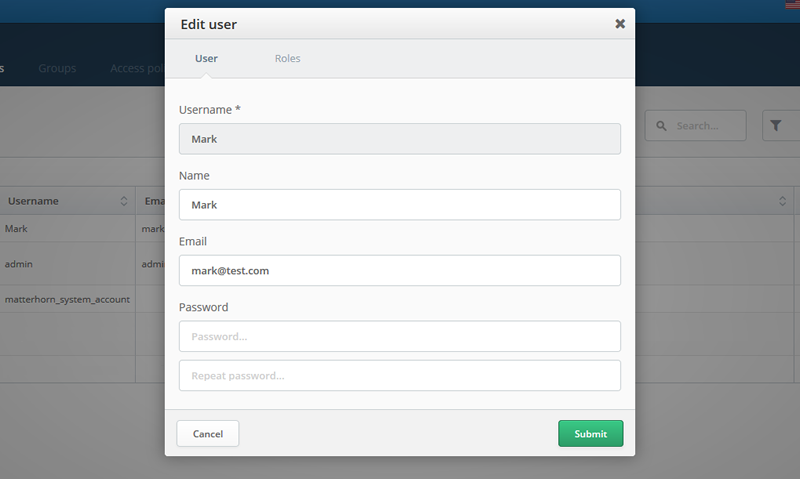 Edit user
User Roles
s Groups Access pol
Username *
Mark
Search...
Name
Mark
Username Ema
Mark mark
Email
mark@test.com
admin admi
matterhorn_system_account
Password
Password...
Repeat password...
Cancel Submit